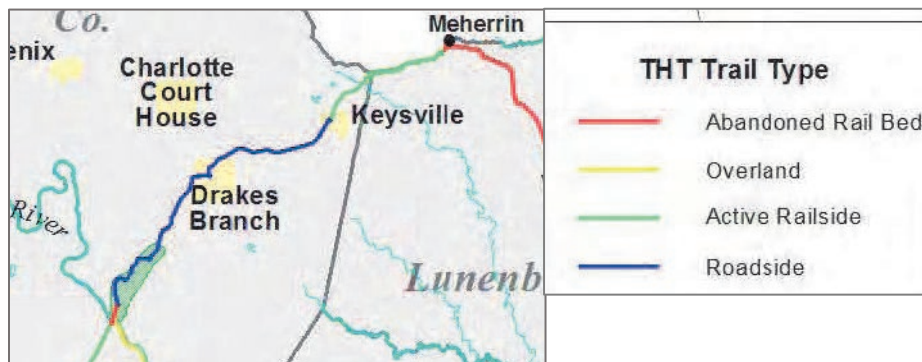 Co.
Meherrin
enix
Charlotte
Court
House
Keysville
Drakes
Branch
River
Lunenb
THT Trail Type
Abandoned Rail Bed
Overland
Active Railside
Roadside